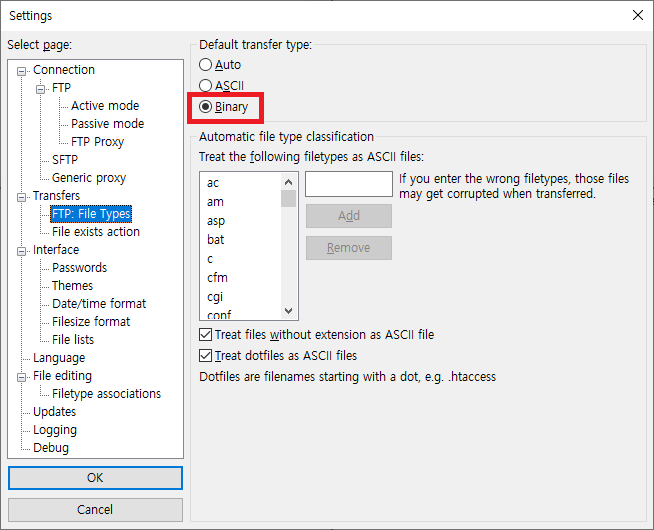 Settings
Select page:
Connection
FTP
Active mode
Passive mode
FTP Proxy
SFTP
Generic proxy
Transfers
FTP: File Types
File exists action
Interface
Passwords
Themes
Date/time format
Filesize format
File lists
Language
File editing
Filetype associations
Updates
Logging
Debug
OK
Cancel
Default transfer type:
Auto
ASCII
Binary
Automatic file type classification
Treat the following filetypes as ASCII files:
ac
am
asp
bat
c
cfm
cgi
conf
If you enter the wrong filetypes, those files
may get corrupted when transferred.
Add
Remove
Treat files without extension as ASCII file
Treat dotfiles as ASCII files
Dotfiles are filenames starting with a dot, e.g. .htaccess